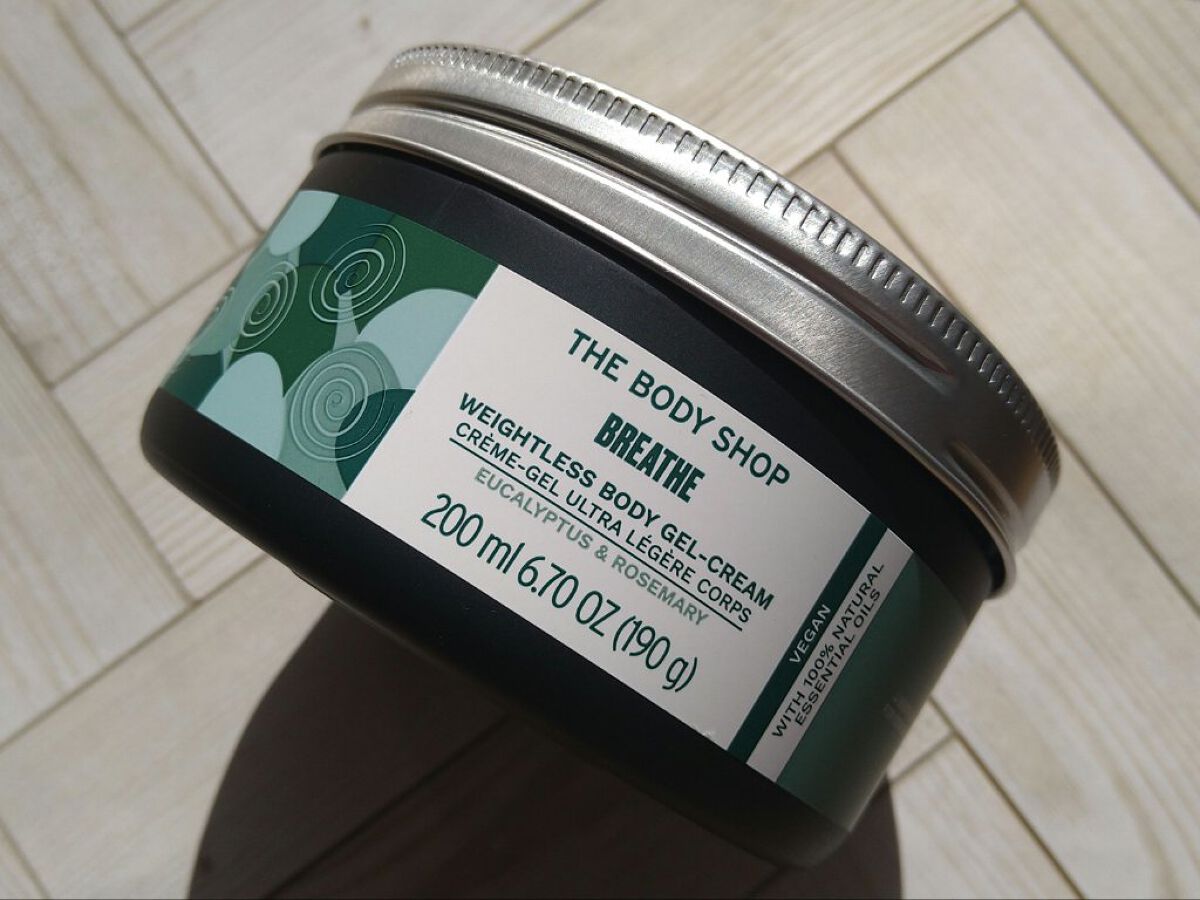 THE BODY SHOP
BREATHE
WEIGHTLESS BODY GEL-CREAM
CRÈME-GEL ULTRA LÉGÈRE CORPS
EUCALYPTUS & ROSEMARY
200 ml 6.70 OZ (190 g)
VEGAN
WITH 100% NATURAL
ESSENTIAL OILS